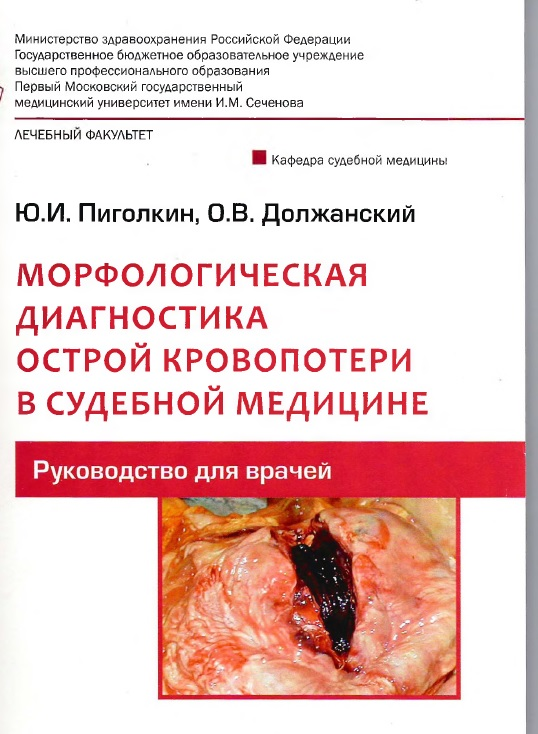 Министерство здравоохранения Российской Федерации
Государственное бюджетное образовательное учреждение
высшего профессионального образования
Первый Московский государственный
медицинский университет имени И.М. Сеченова
ЛЕЧЕБНЫЙ ФАКУЛЬТЕТ
Кафедра судебной медицины
Ю.И. Пиголкин, О.В. Должанский
МОРФОЛОГИЧЕСКАЯ
ДИАГНОСТИКА
ОСТРОЙ КРОВОПОТЕРИ
В СУДЕБНОЙ МЕДИЦИНЕ
Руководство для врачей